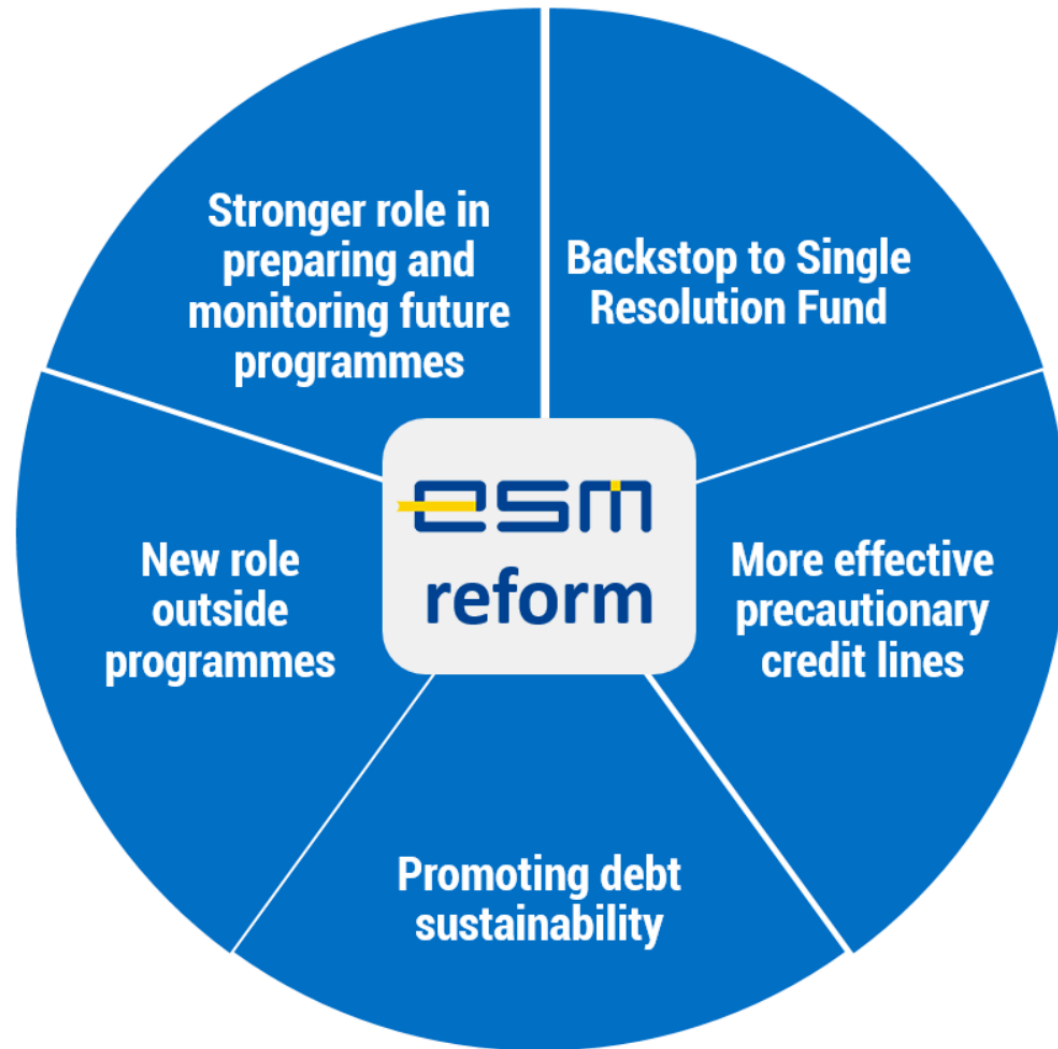 Stronger role in
preparing and
monitoring future
programmes
Backstop to Single
Resolution Fund
esm
reform
New role
outside
programmes
More effective
precautionary
credit lines
Promoting debt
sustainability